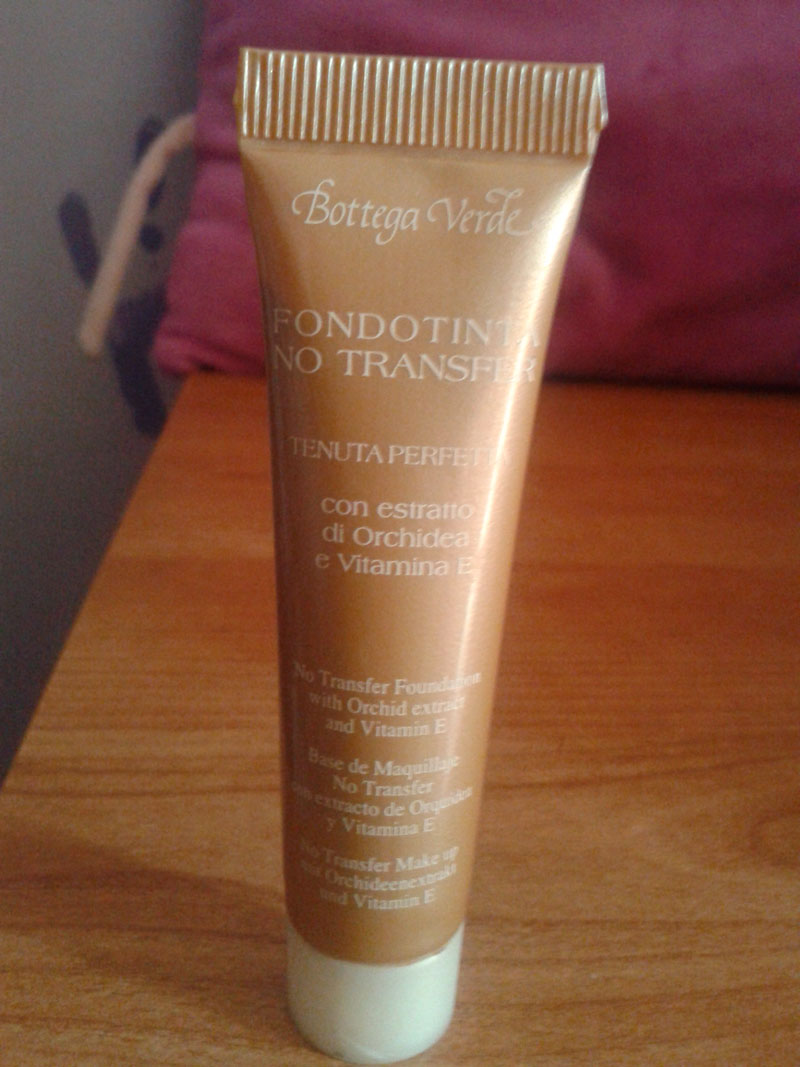 Bottega Verde
FONDOTINTA
NO TRANSFER
TENUTA PERFETTA
con estratto
di Orchidea
e Vitamina E
No Transfer Foundation
with Orchid extract
and Vitamin E
Base de Maquillaje
No Transfer
con extracto de Orquidea
y Vitamina E
No Transfer Make up
mit Orchideenextrakt
und Vitamin E